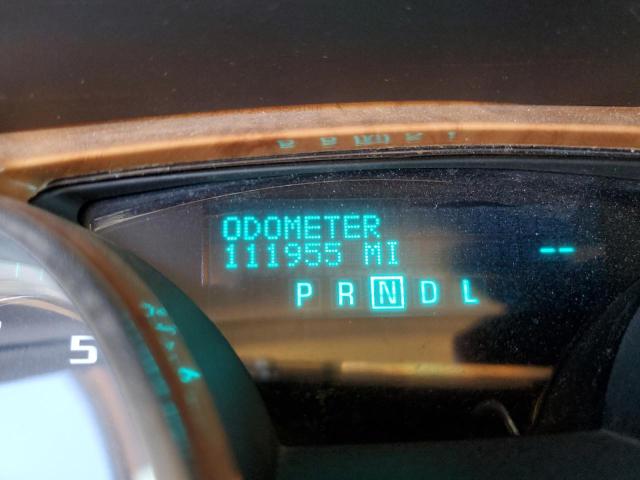 ODOMETER
111955 MI
--
P R N D L
5